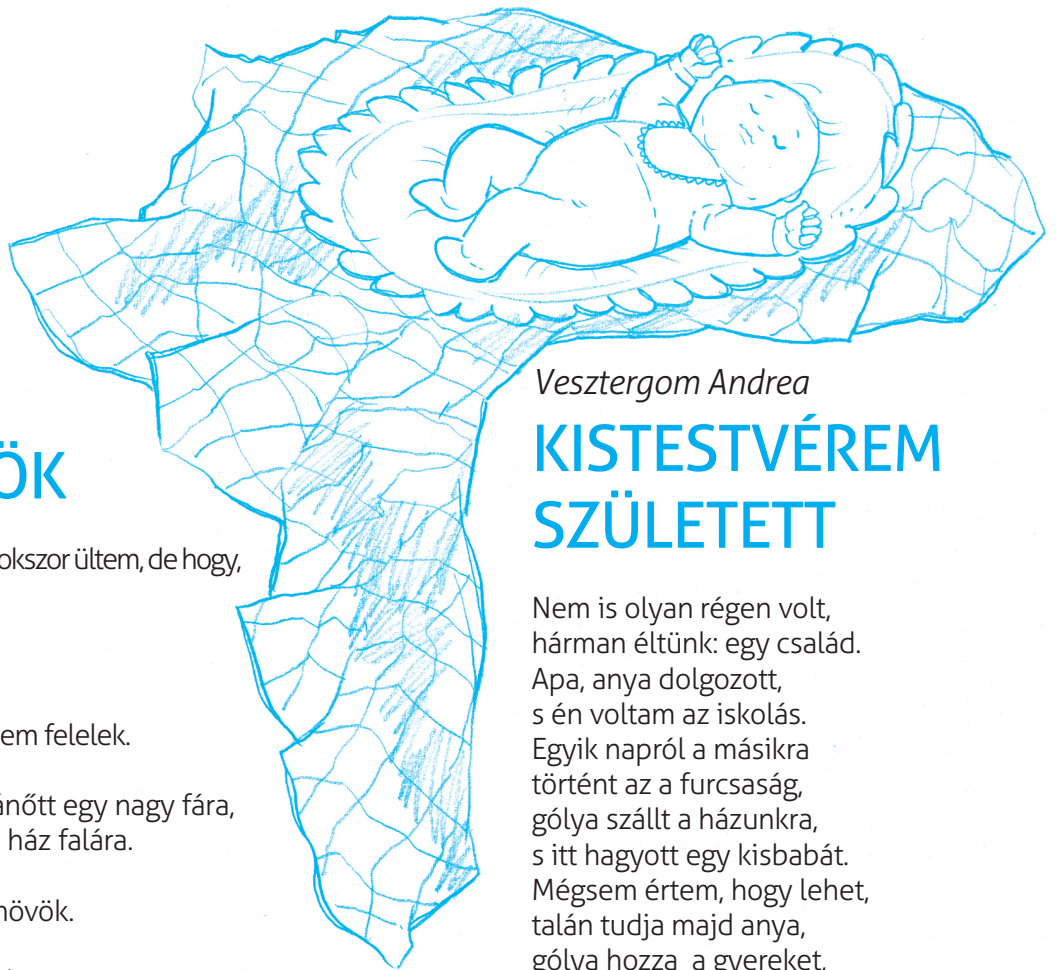 ÖK
okszor ültem, de hogy,
em felelek.
ánőtt egy nagy fára,
ház falára.
növök.
Vesztergom Andrea
KISTESTVÉREM
SZÜLETETT
Nem is olyan régen volt,
hárman éltünk: egy család.
Apa, anya dolgozott,
s én voltam az iskolás.
Egyik napról a másikra
történt az a furcsaság,
gólya szállt a házunkra,
s itt hagyott egy kisbabát.
Mégsem értem, hogy lehet,
talán tudja majd anya,
gólya hozza a gyereket,